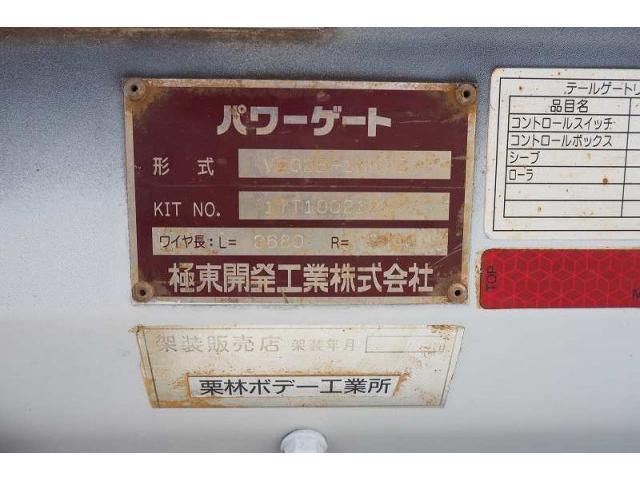 パワーゲート
形式
KIT NO.
ワイヤ長:L= R=
極東開発工業株式会社
架装販売店 架装年月
栗林ボデー工業所
テールゲートリ
品目名
コントロールスイッチ
コントロールボックス
シーブ
ローラ
TOP